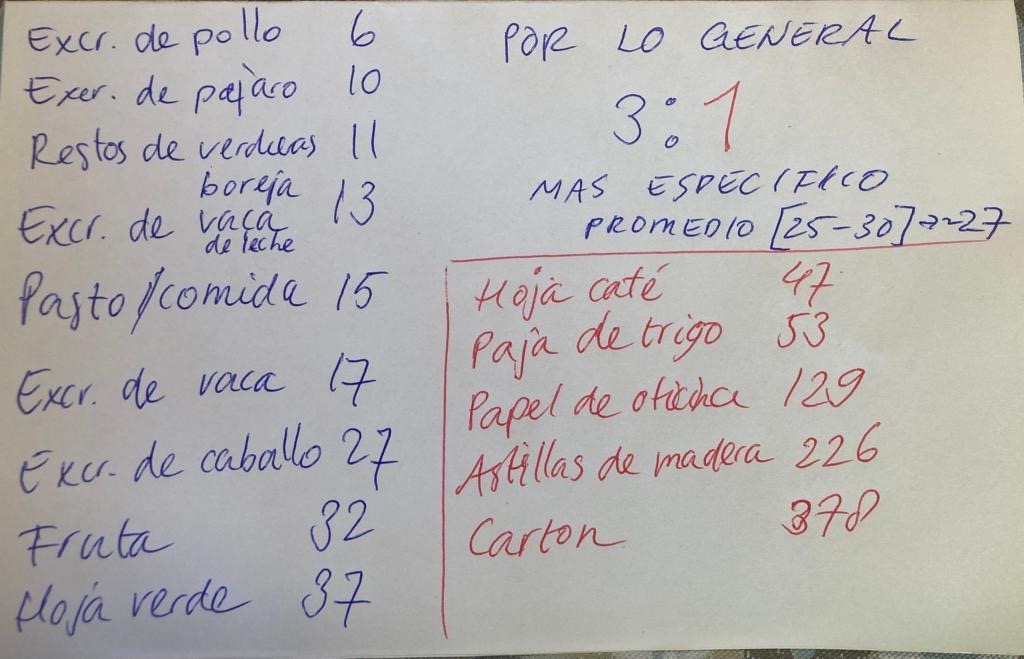 Excr. de pollo 6
Excr. de pajaro 10
Restos de verduras 11
boreja
Excr. de vaca 13
de leche
Pasto/comida 15
Excr. de vaca 17
Excr. de caballo 27
Fruta 32
Hoja verde 37
POR LO GENERAL
3:1
MAS ESPECIFICO
PROMEDIO [25-30]→~27
Hoja café 47
Paja de trigo 53
Papel de oficina 129
Astillas de madera 226
Carton 378